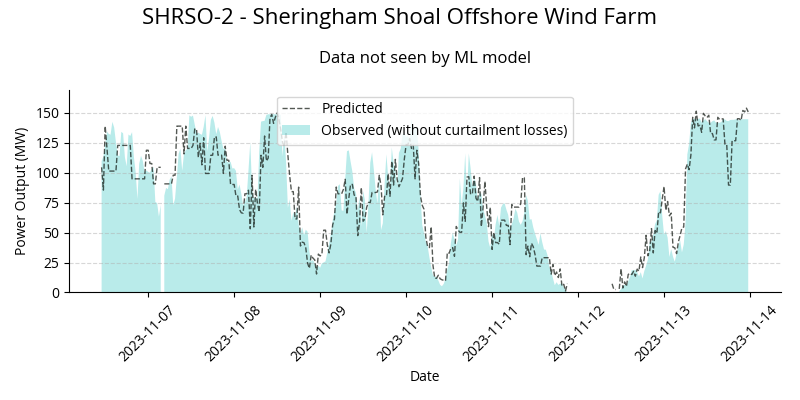 SHRSO-2 - Sheringham Shoal Offshore Wind Farm
Data not seen by ML model
Predicted
Observed (without curtailment losses)
Power Output (MW)
150
125
100
75
50
25
0
2023-11-07
2023-11-08
2023-11-09
2023-11-10
2023-11-11
2023-11-12
2023-11-13
2023-11-14
Date